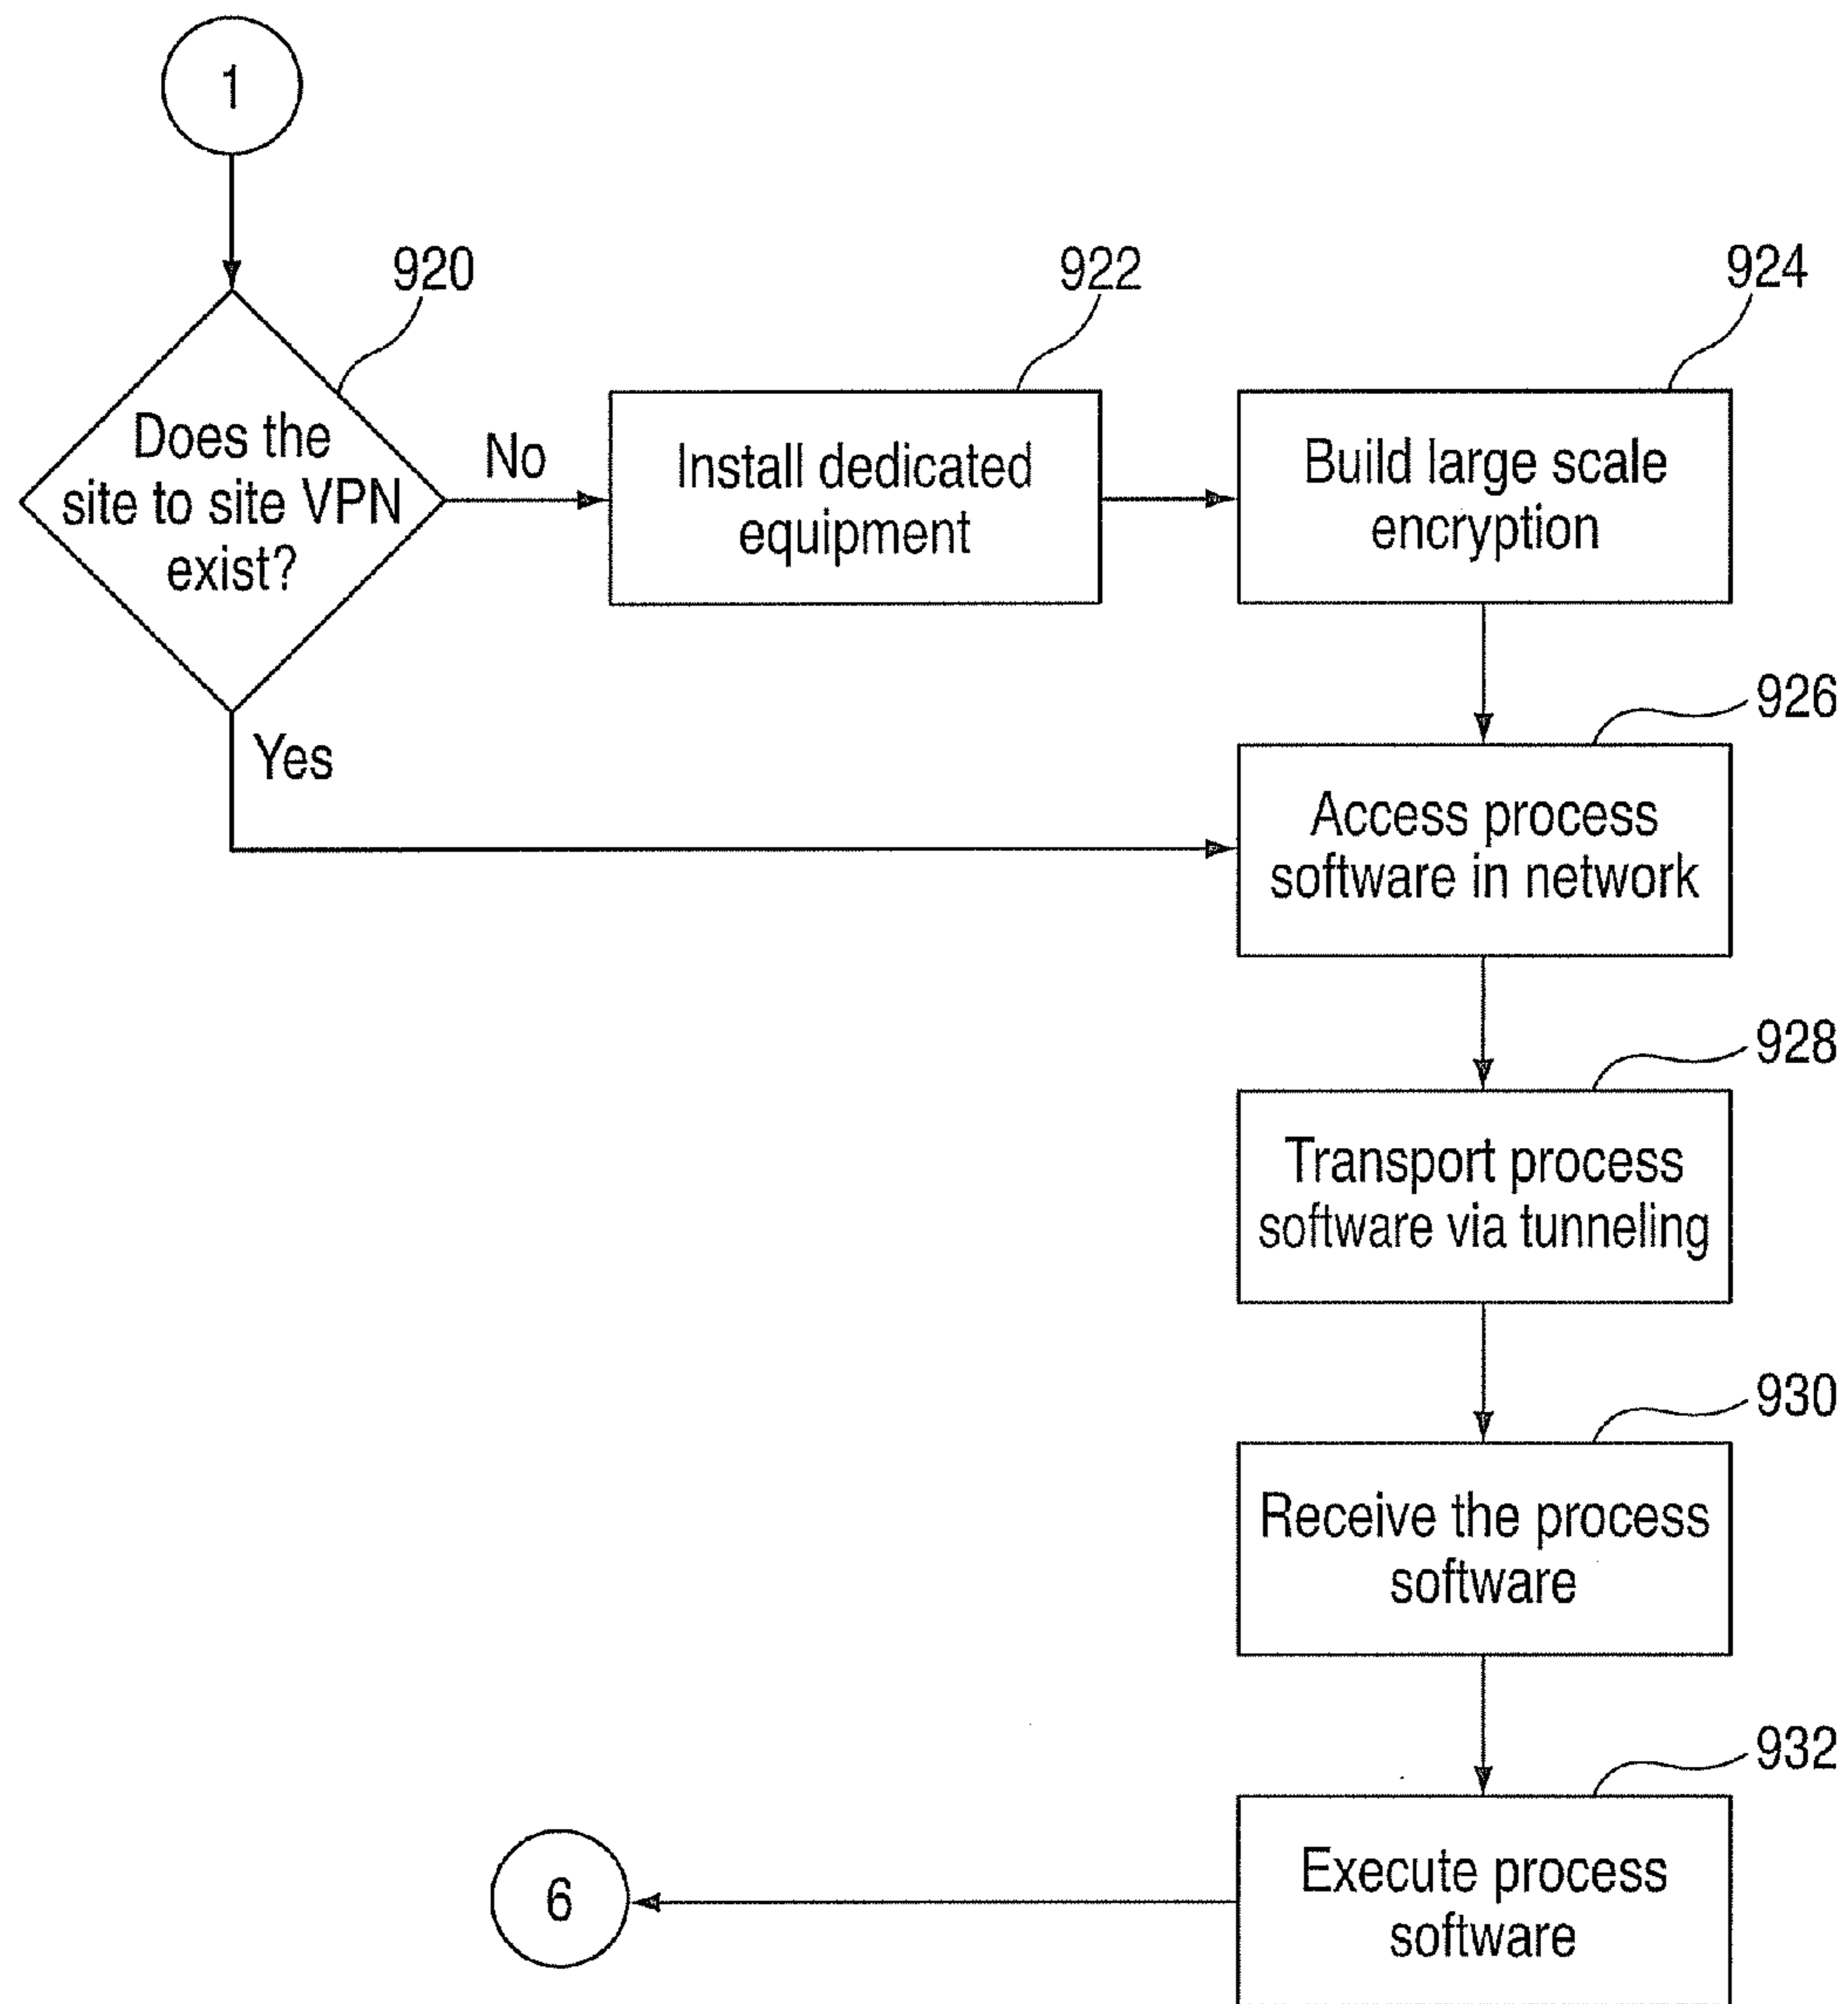 1
920
922
924
Does the
site to site VPN
exist?
No
Install dedicated
equipment
Build large scale
encryption
Yes
926
Access process
software in network
928
Transport process
software via tunneling
930
Receive the process
software
932
Execute process
software
6